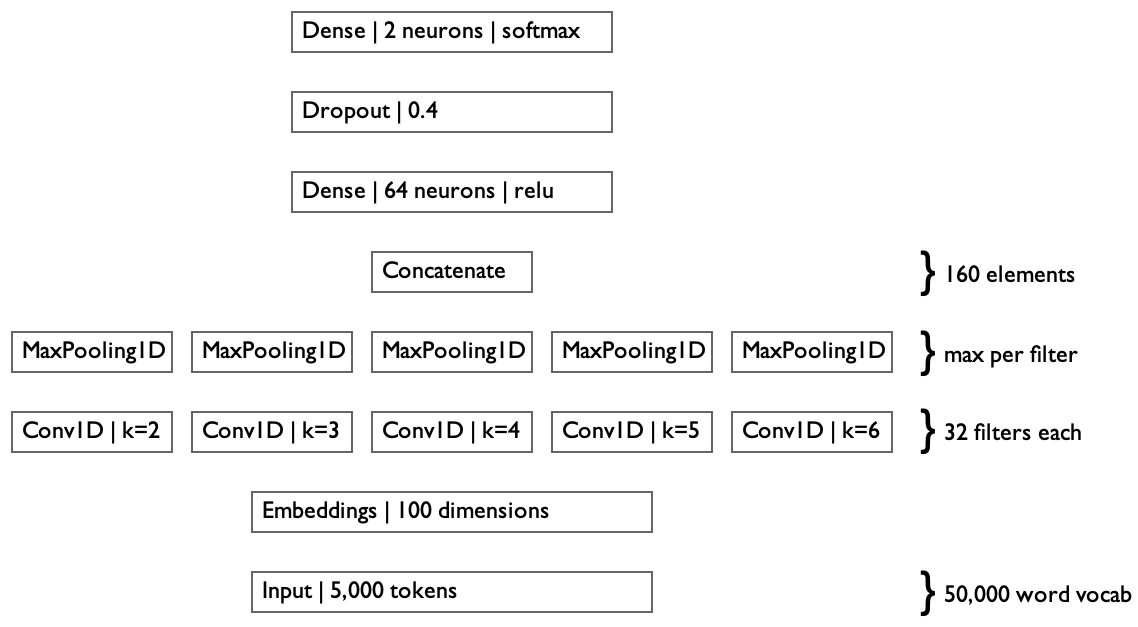 Dense | 2 neurons | softmax
Dropout | 0.4
Dense | 64 neurons | relu
Concatenate
} 160 elements
MaxPooling1D MaxPooling1D MaxPooling1D MaxPooling1D MaxPooling1D
} max per filter
Conv1D | k=2 Conv1D | k=3 Conv1D | k=4 Conv1D | k=5 Conv1D | k=6
} 32 filters each
Embeddings | 100 dimensions
Input | 5,000 tokens
} 50,000 word vocab